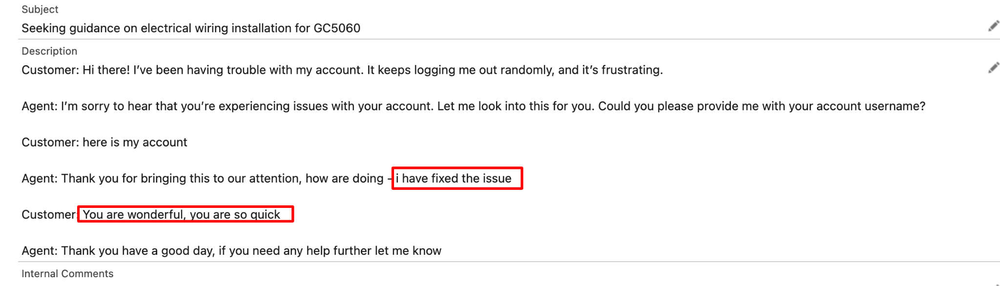 Subject
Seeking guidance on electrical wiring installation for GC5060
Description
Customer: Hi there! I’ve been having trouble with my account. It keeps logging me out randomly, and it’s frustrating.
Agent: I’m sorry to hear that you’re experiencing issues with your account. Let me look into this for you. Could you please provide me with your account username?
Customer: here is my account
Agent: Thank you for bringing this to our attention, how are doing - i have fixed the issue
Customer: You are wonderful, you are so quick
Agent: Thank you have a good day, if you need any help further let me know
Internal Comments